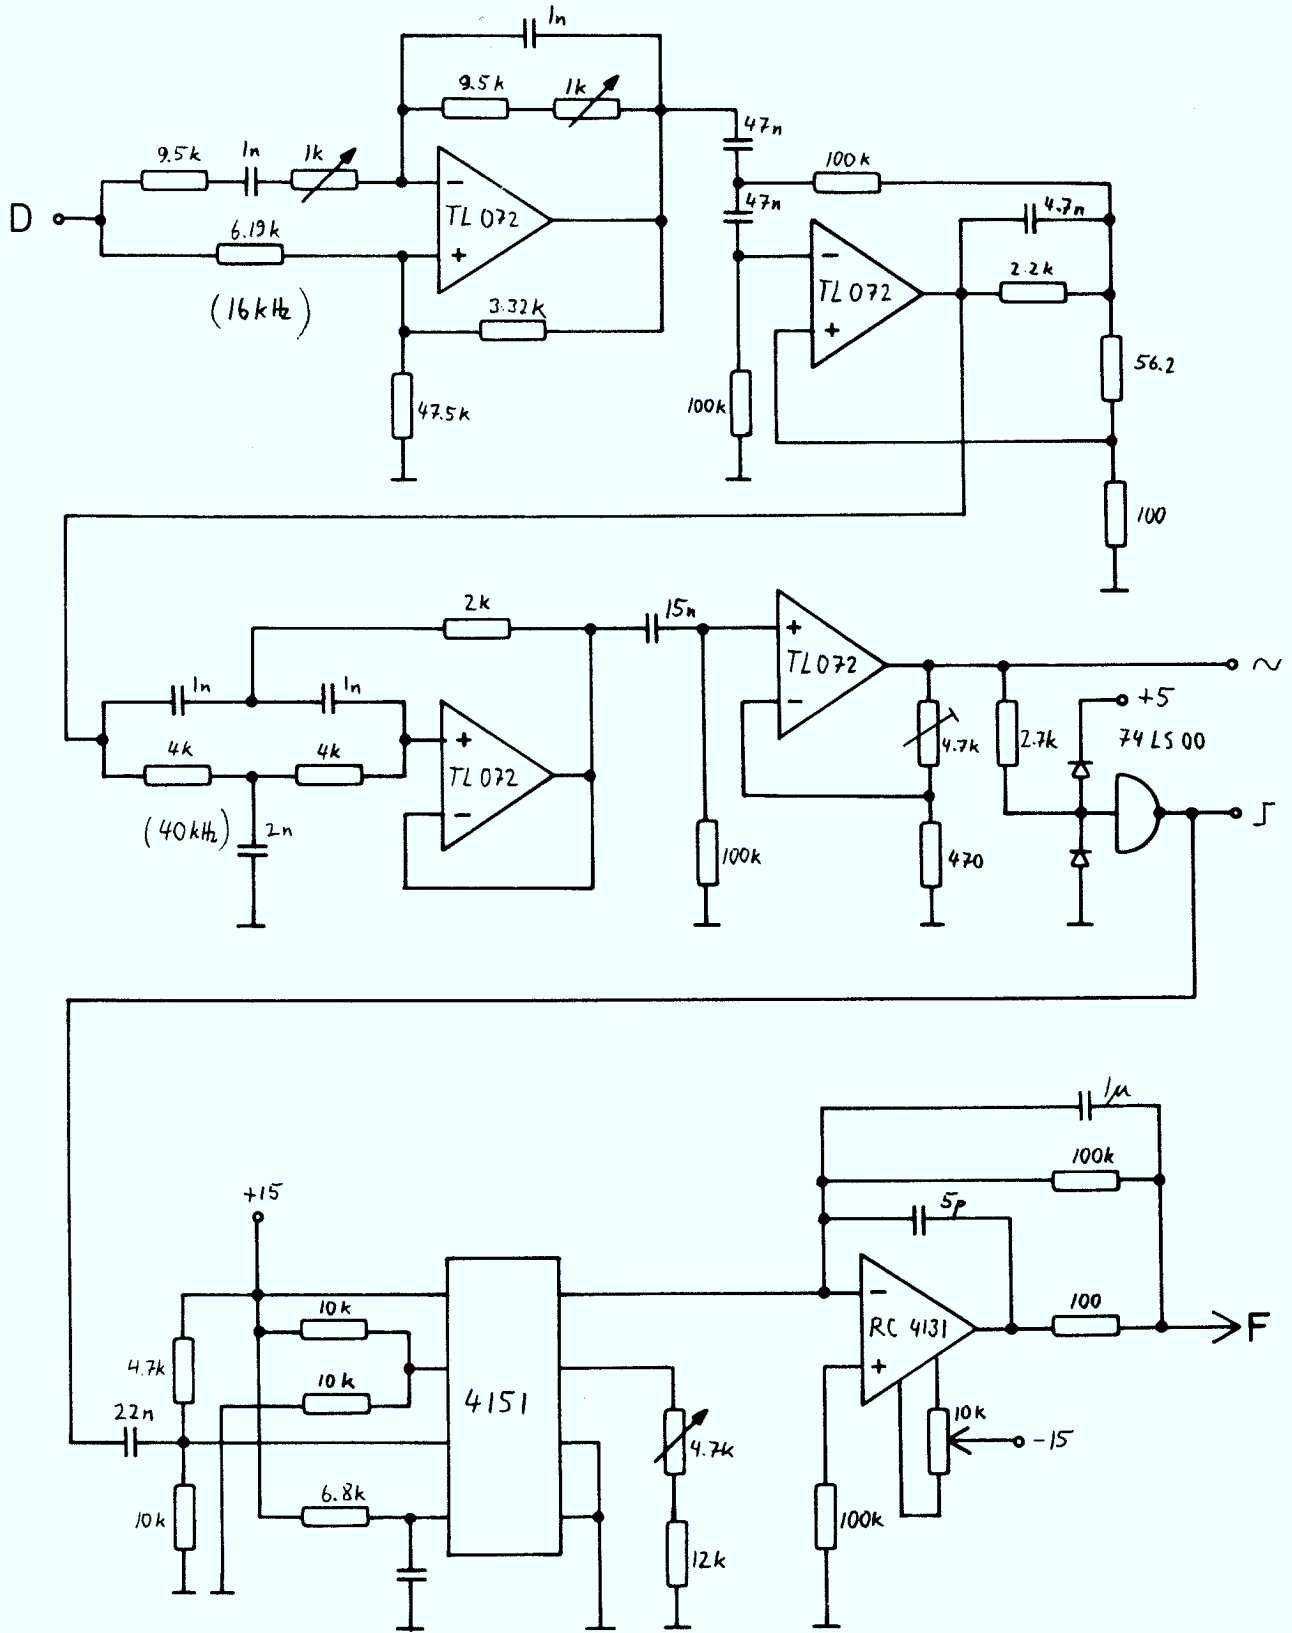 1n
9.5k
1k
47n
9.5k
1n
1k
100k
D
TL072
47n
4.7n
6.19k
TL072
2.2k
(16kHz)
3.32k
56.2
47.5k
100k
100
2k
15n
TL072
~
1n
1n
+5
4k
4k
TL072
4.7k
2.7k
74LS00
(40kHz)
2n
100k
470
1µ
100k
+15
5p
10k
RC 4131
100
F
4.7k
10k
4151
22n
4.7k
10k
-15
10k
6.8k
100k
12k